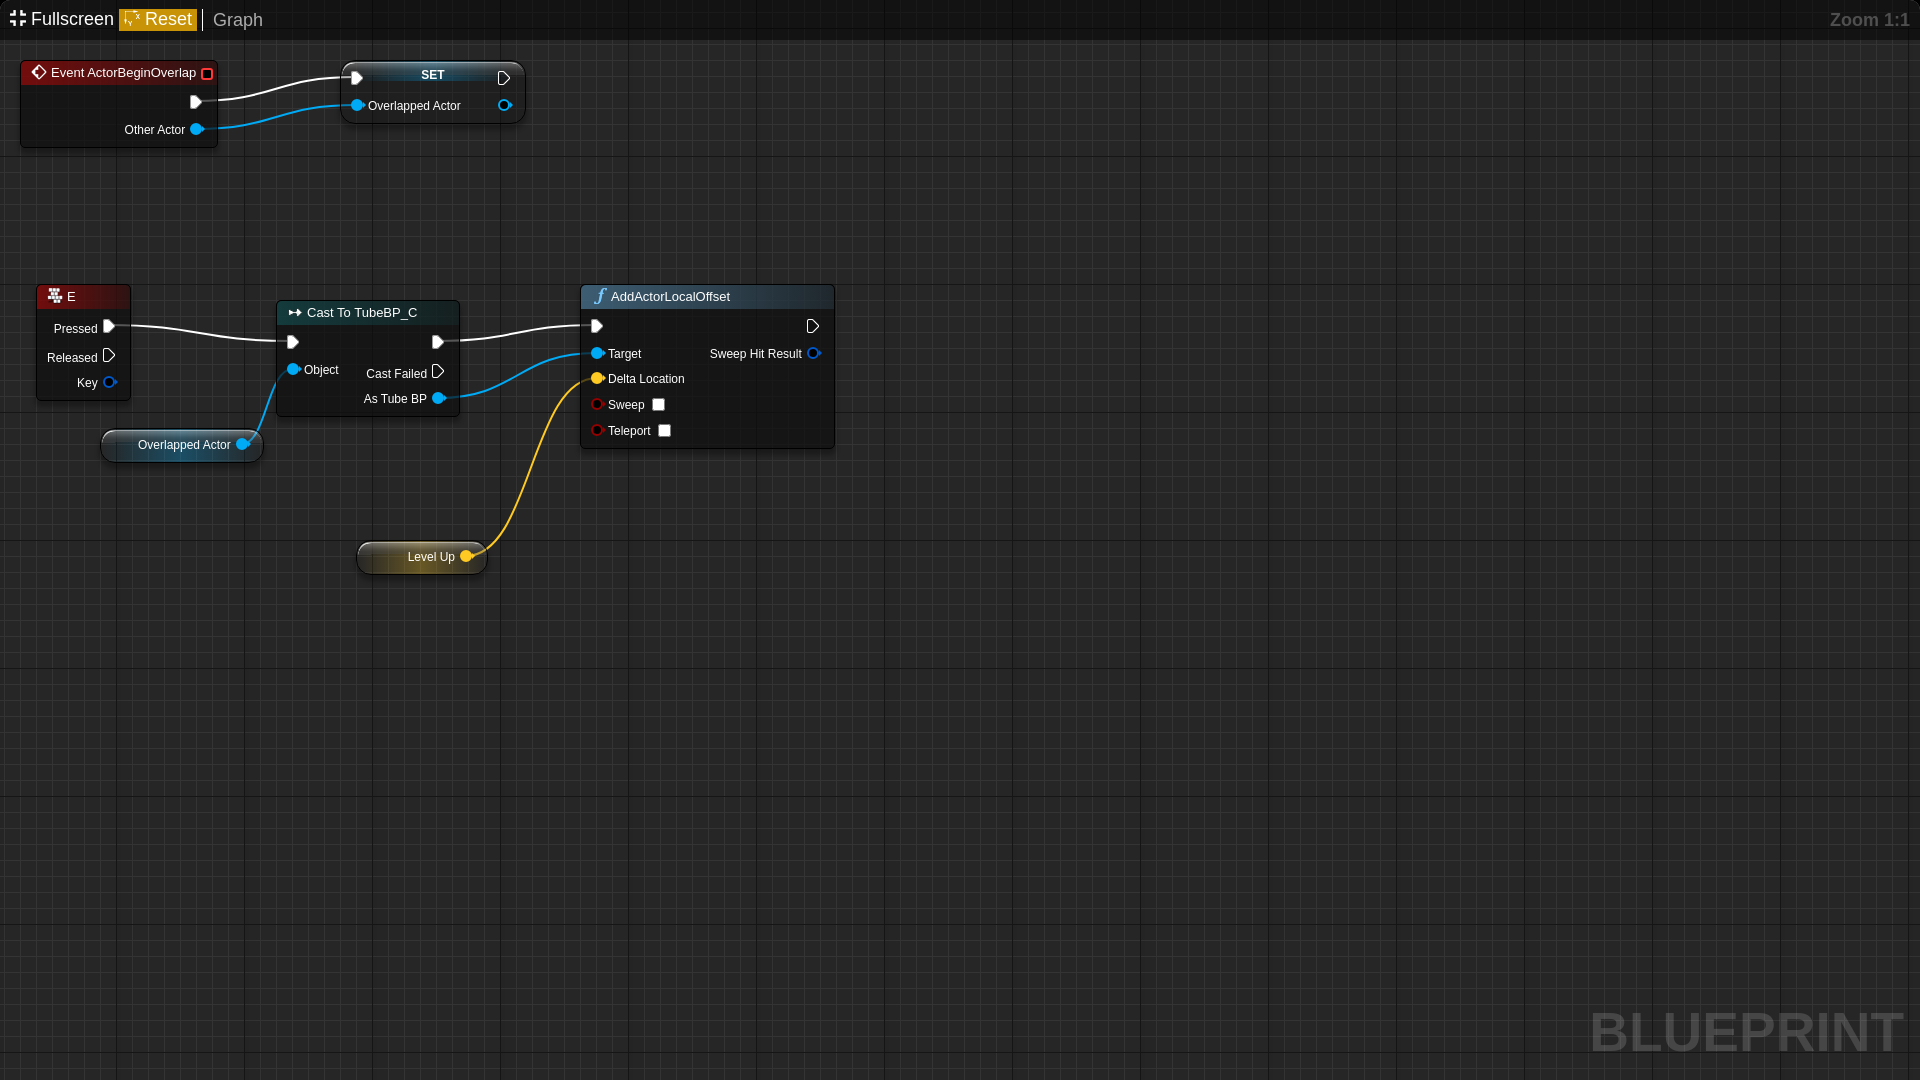 Fullscreen Reset Graph
Zoom 1:1
Event ActorBeginOverlap
Other Actor
SET
Overlapped Actor
E
Pressed
Released
Key
Cast To TubeBP_C
Object
Cast Failed
As Tube BP
AddActorLocalOffset
Target
Sweep Hit Result
Delta Location
Sweep
Teleport
Overlapped Actor
Level Up
BLUEPRINT